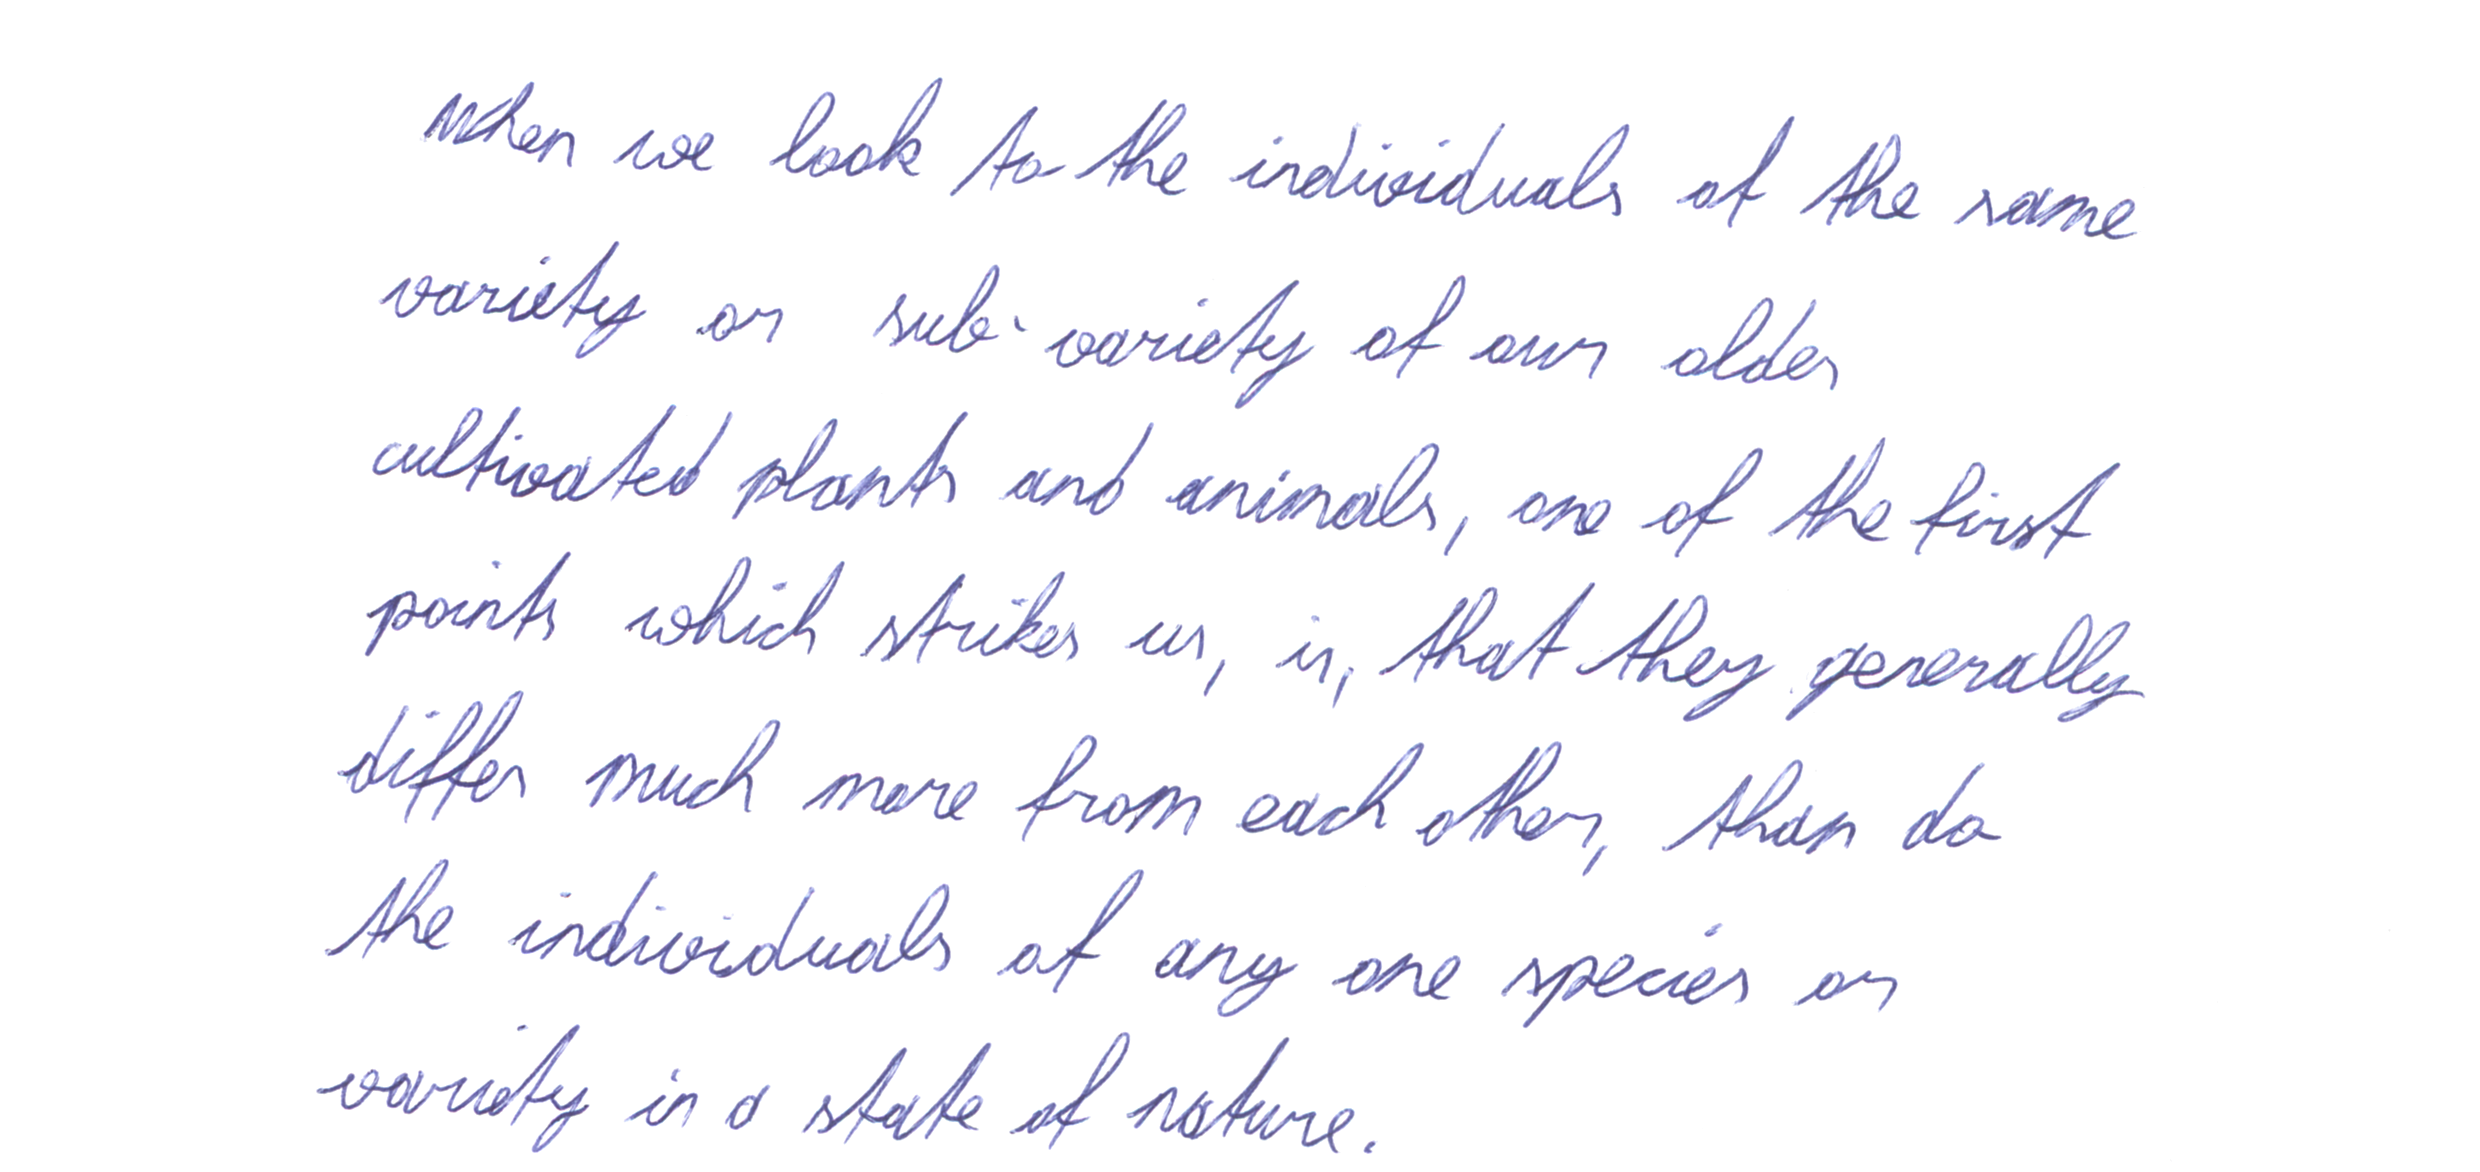 When we look to the individuals of the same
variety or sub-variety of our older
cultivated plants and animals, one of the first
points which strikes us, is, that they generally
differ much more from each other, than do
the individuals of any one species or
variety in a state of nature.